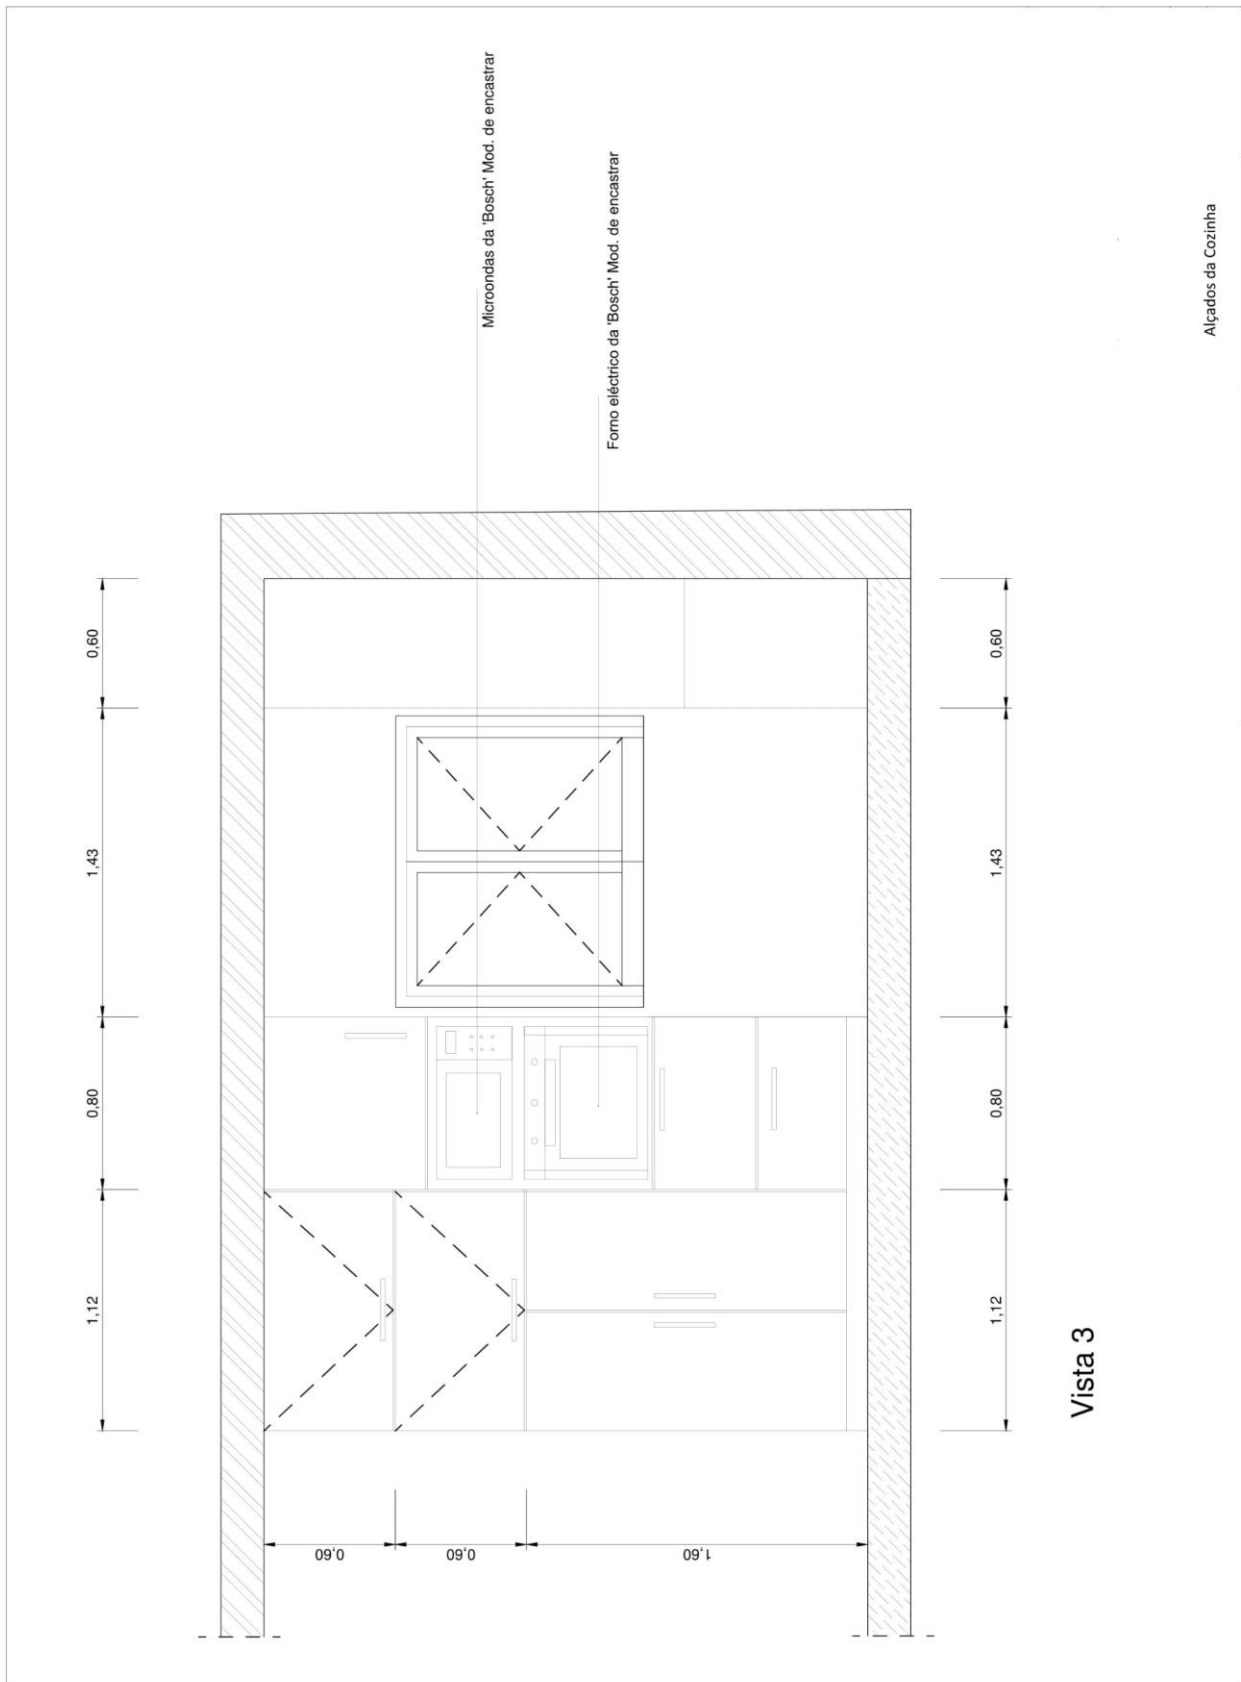 Microondas da 'Bosch' Mod. de encastrar
Forno eléctrico da 'Bosch' Mod. de encastrar
1,12
0,80
1,43
0,60
0,60
0,60
1,60
1,12
0,80
1,43
0,60
Vista 3
Alçados da Cozinha